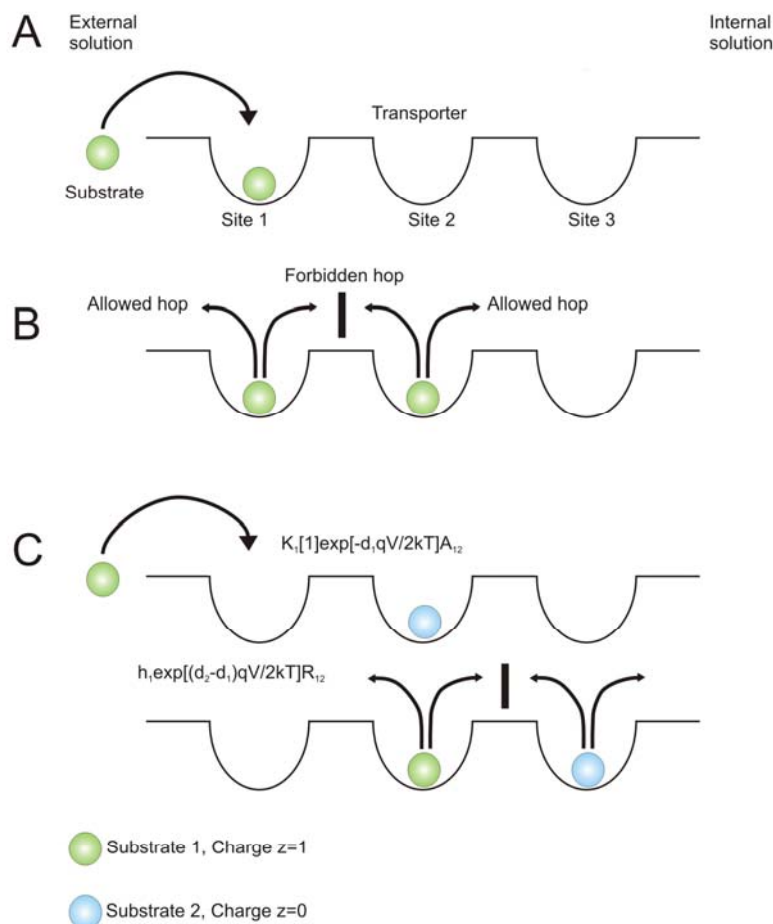 A
External
solution
Internal
solution
Transporter
Substrate
Site 1
Site 2
Site 3
B
Allowed hop
Forbidden hop
Allowed hop
C
K₁[1]exp[-d₁qV/2kT]A₁₂
h₁exp[(d₂-d₁)qV/2kT]R₁₂
Substrate 1, Charge z=1
Substrate 2, Charge z=0